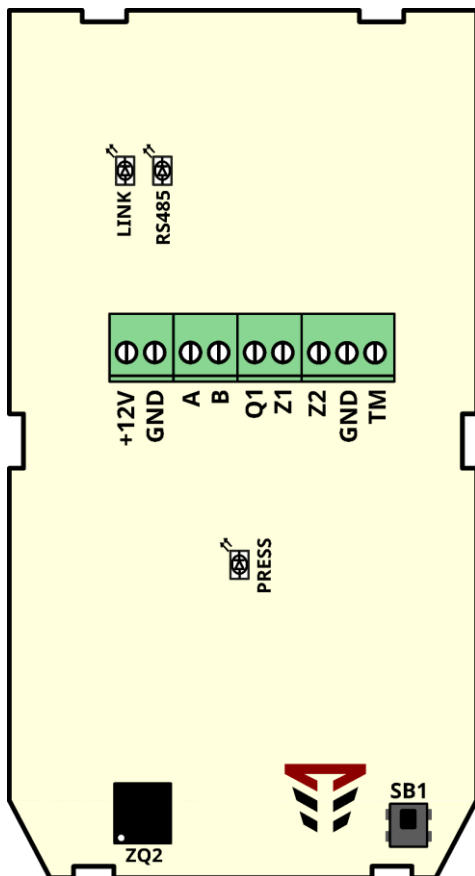 LINK
RS485
+12V
GND
A
B
Q1
Z1
Z2
GND
TM
PRESS
SB1
ZQ2